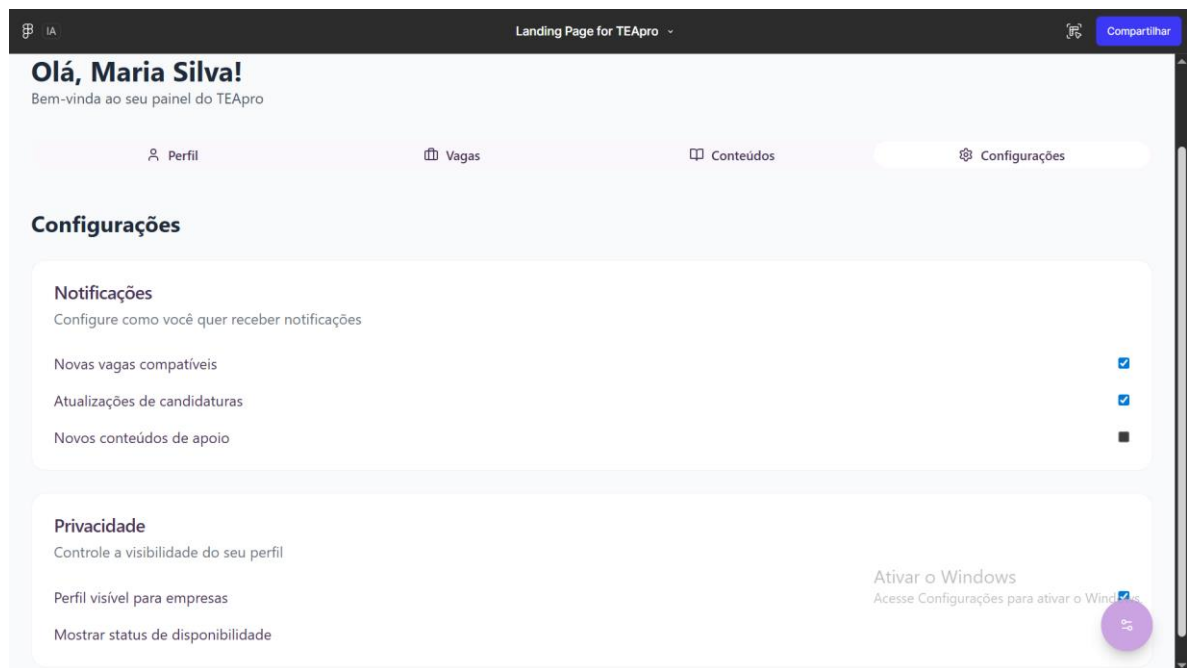 IA
Landing Page for TEApro
Compartilhar
Olá, Maria Silva!
Bem-vinda ao seu painel do TEApro
Perfil
Vagas
Conteúdos
Configurações
Configurações
Notificações
Configure como você quer receber notificações
Novas vagas compatíveis
Atualizações de candidaturas
Novos conteúdos de apoio
Privacidade
Controle a visibilidade do seu perfil
Ativar o Windows
Perfil visível para empresas
Acesse Configurações para ativar o Windows
Mostrar status de disponibilidade